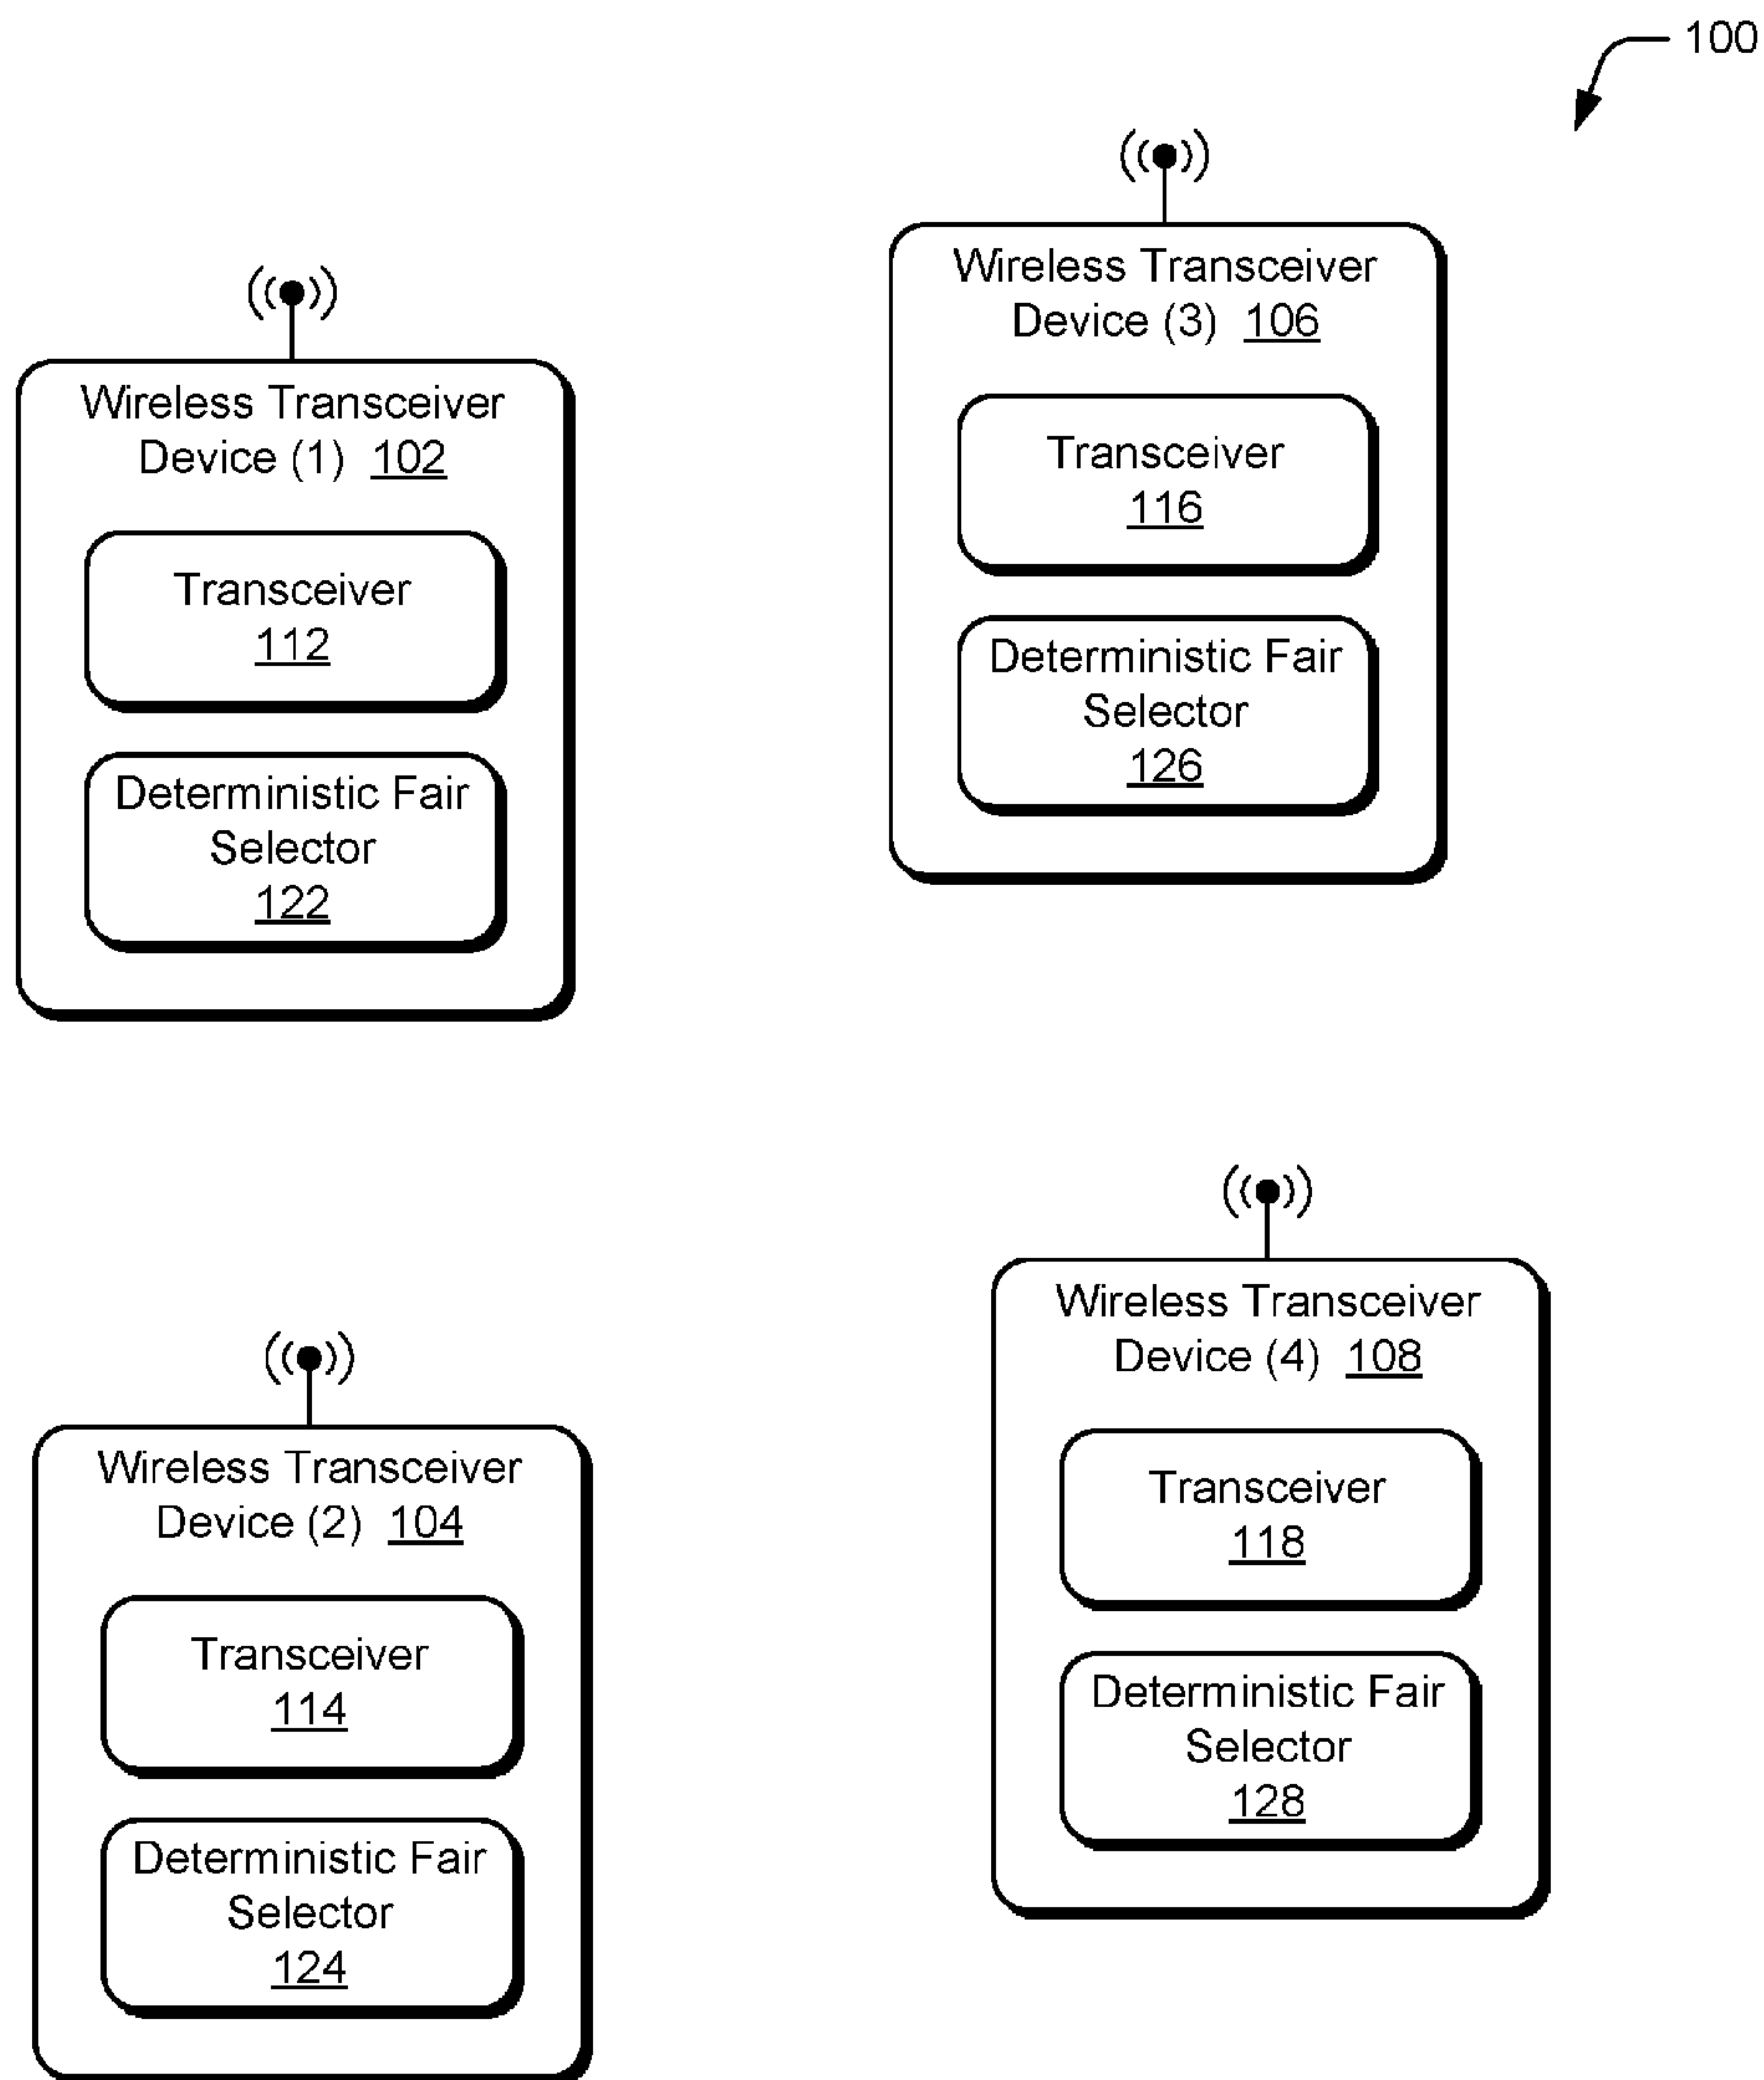 100
Wireless Transceiver
Device (1) 102
Transceiver
112
Deterministic Fair
Selector
122
Wireless Transceiver
Device (3) 106
Transceiver
116
Deterministic Fair
Selector
126
Wireless Transceiver
Device (2) 104
Transceiver
114
Deterministic Fair
Selector
124
Wireless Transceiver
Device (4) 108
Transceiver
118
Deterministic Fair
Selector
128